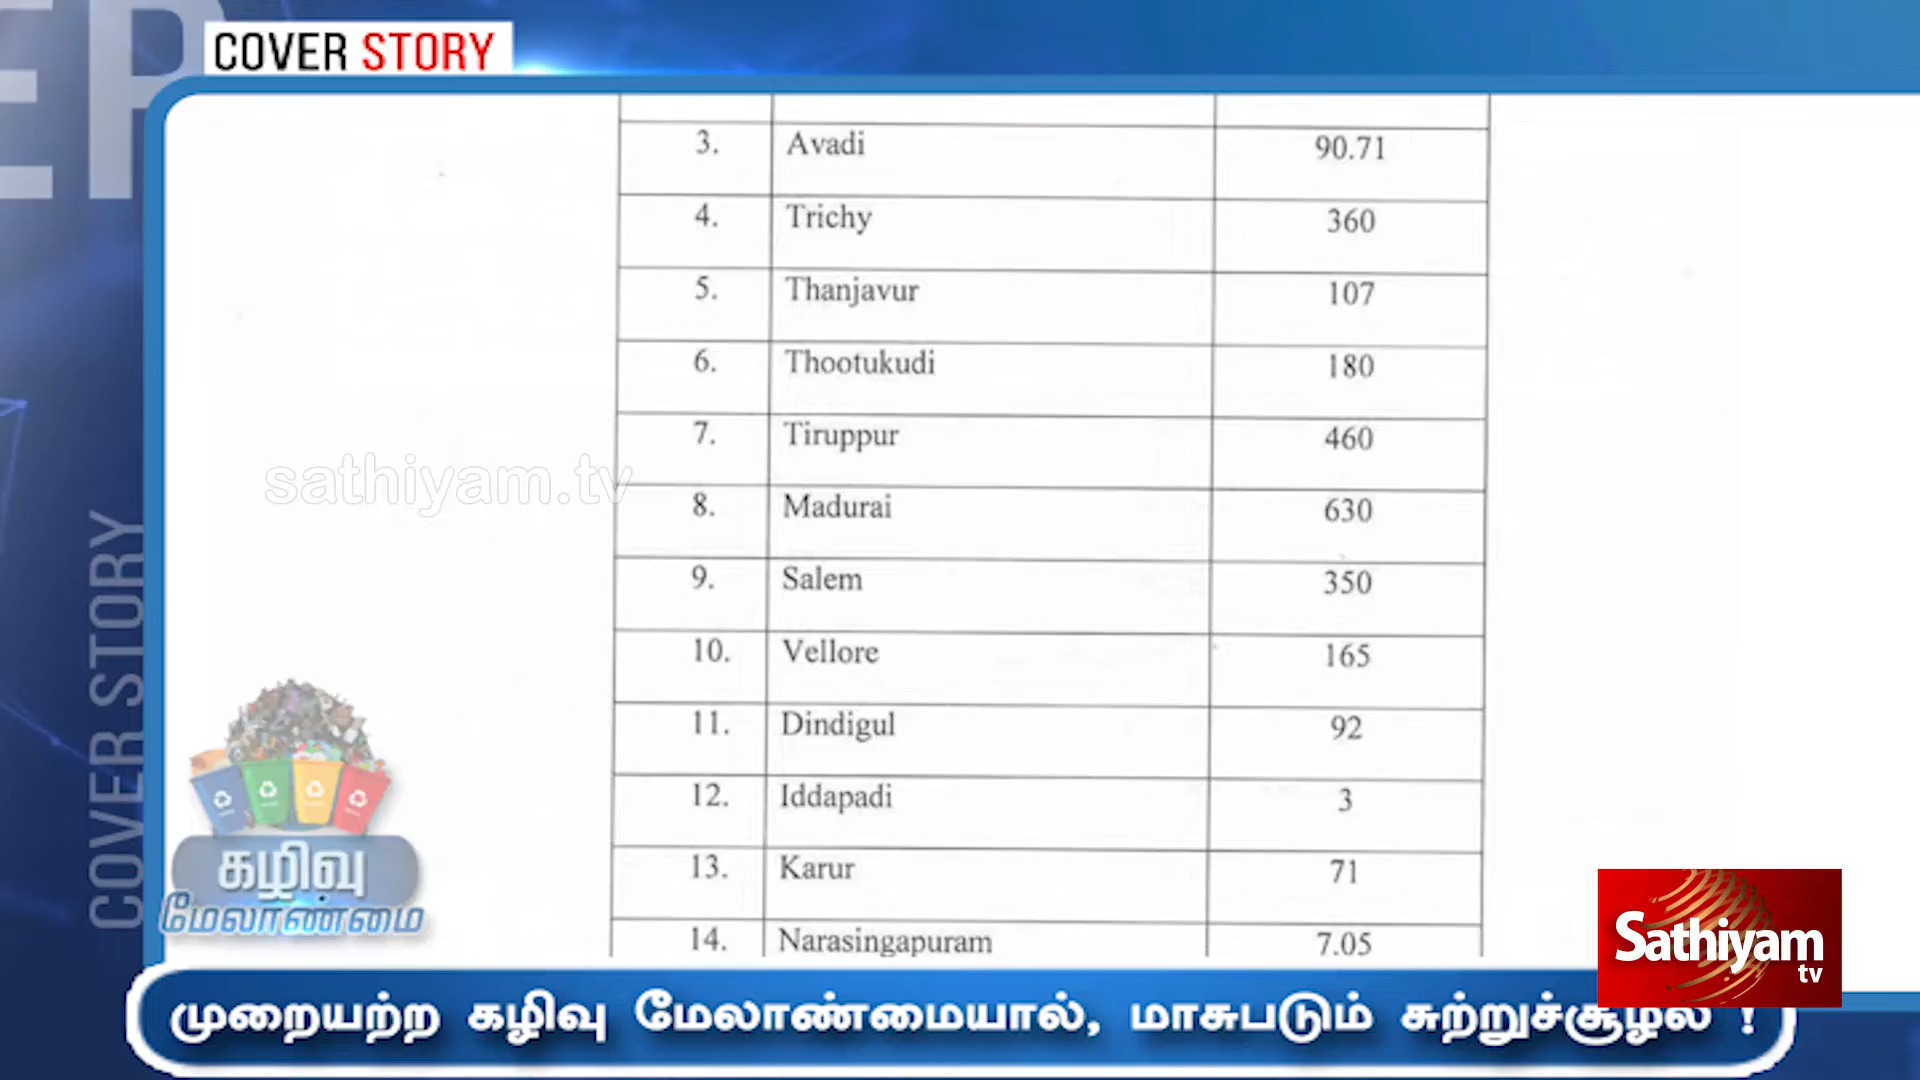 COVER STORY
3. Avadi 90.71
4. Trichy 360
5. Thanjavur 107
6. Thootukudi 180
7. Tiruppur 460
sathiyam.tv
8. Madurai 630
9. Salem 350
10. Vellore 165
11. Dindigul 92
12. Iddapadi 3
13. Karur 71
14. Narasingapuram 7.05
COVER STORY
கழிவு
மேலாண்மை
Sathiyam
tv
முறையற்ற கழிவு மேலாண்மையால், மாசுபடும் சுற்றுச்சூழல் !